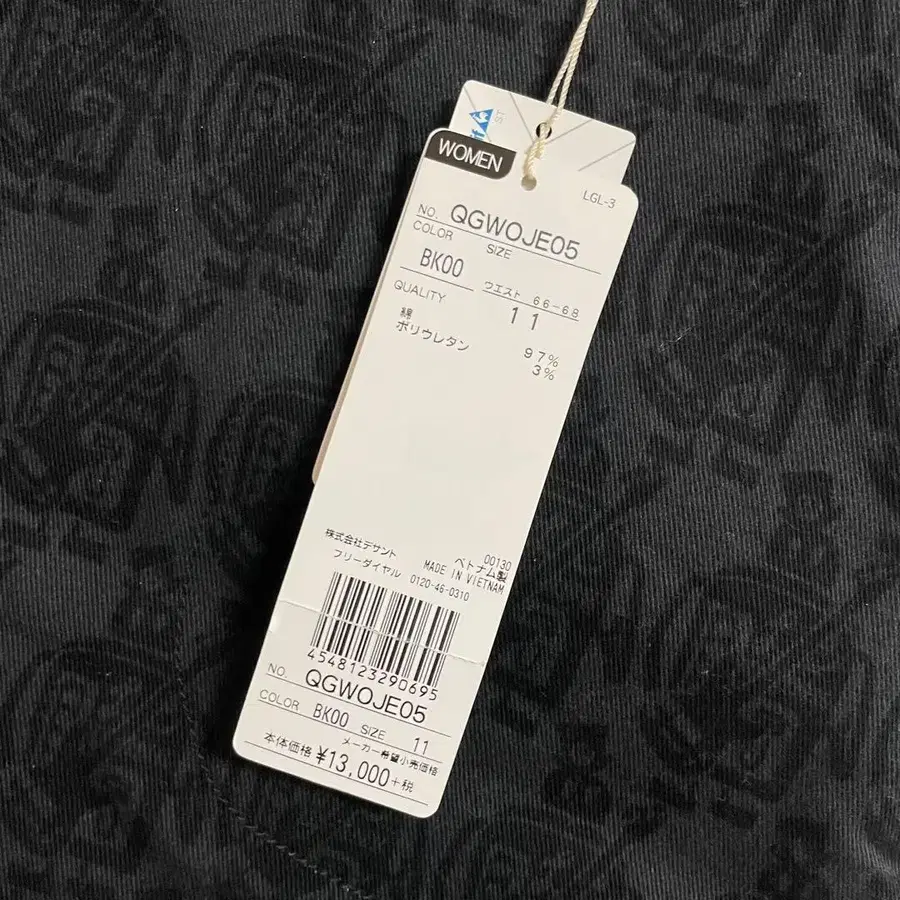 ST
WOMEN
LGL-3
NO. QGWOJE05
COLOR SIZE
BK00 ウエスト 66-68
11
QUALITY
綿 97%
ポリウレタン 3%
株式会社デサント 00130
フリーダイヤル 0120-46-0310 ベトナム製
MADE IN VIETNAM
4548123290695
NO. QGWOJE05
COLOR BK00 SIZE 11
メーカー希望小売価格
本体価格 ¥13,000+税